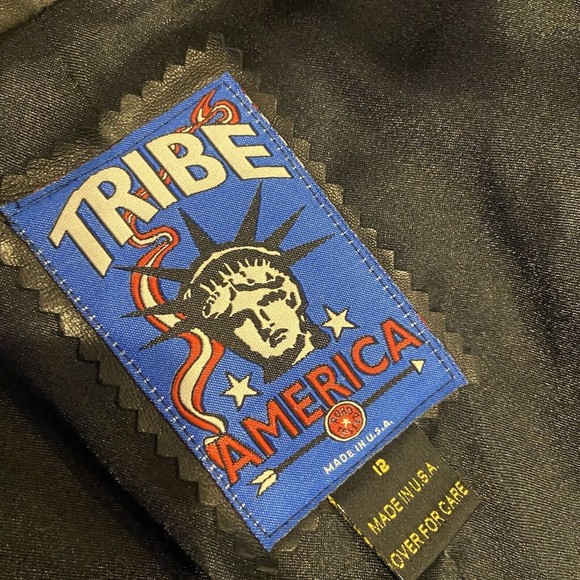 TRIBE
AMERICA
MADE IN U.S.A.
12
MADE IN U.S.A.
OVER FOR CARE